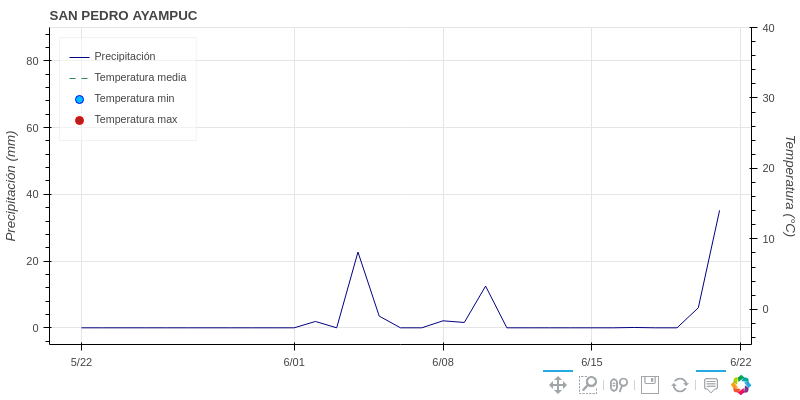 SAN PEDRO AYAMPUC
Precipitación
Temperatura media
Temperatura min
Temperatura max
Precipitación (mm)
80
60
40
20
0
Temperatura (°C)
40
30
20
10
0
5/22
6/01
6/08
6/15
6/22